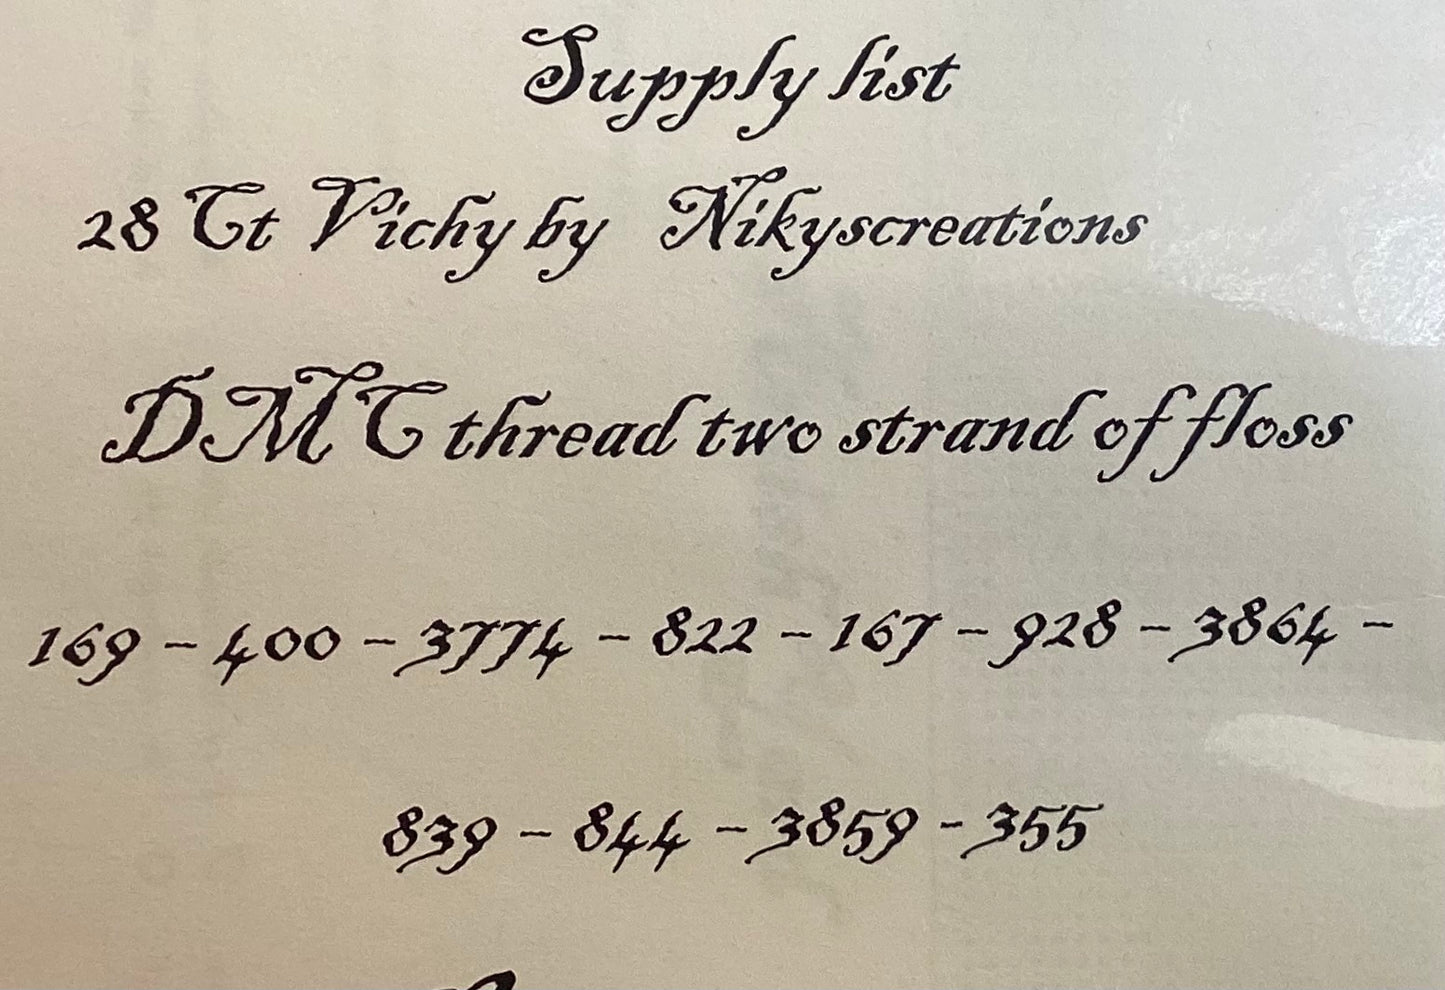 Supply list
28 Ct Vichy by Nikyscreations
DMC thread two strand of floss
169 - 400 - 3774 - 822 - 167 - 928 - 3864 -
839 - 844 - 3859 - 355